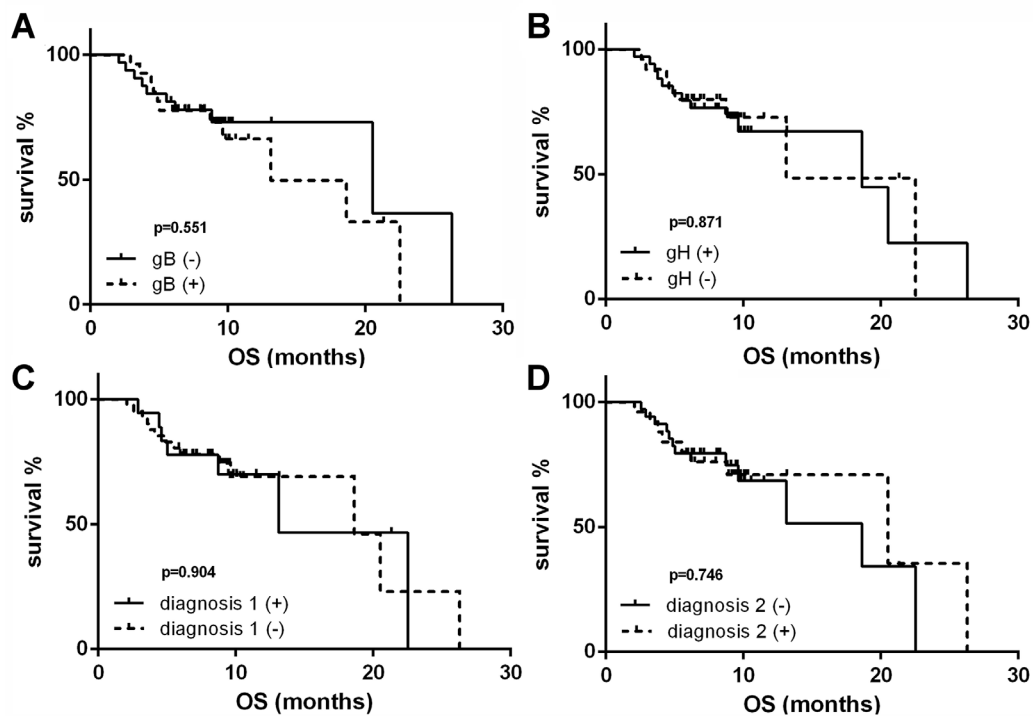 A
survival %
100
50
0
p=0.551
gB (-)
gB (+)
0 10 20 30
OS (months)
B
survival %
100
50
0
p=0.871
gH (+)
gH (-)
0 10 20 30
OS (months)
C
survival %
100
50
0
p=0.904
diagnosis 1 (+)
diagnosis 1 (-)
0 10 20 30
OS (months)
D
survival %
100
50
0
p=0.746
diagnosis 2 (-)
diagnosis 2 (+)
0 10 20 30
OS (months)